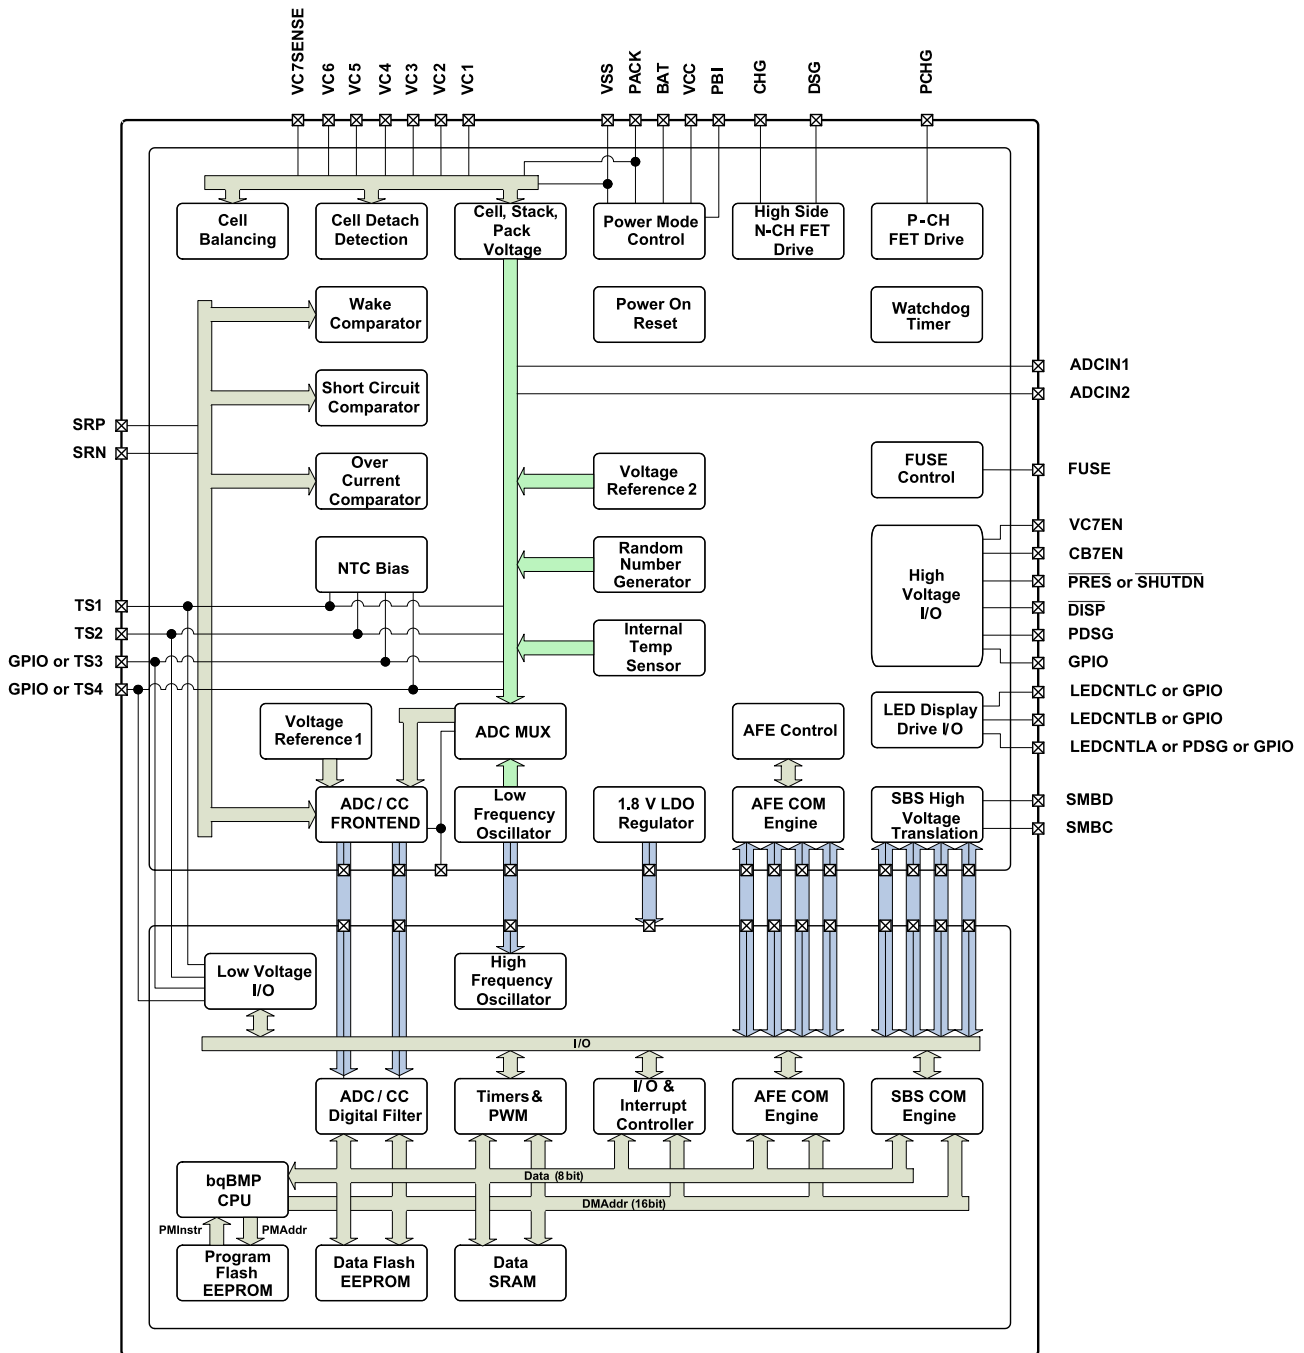 VC7SENSE
VC6
VC5
VC4
VC3
VC2
VC1
VSS
PACK
BAT
VCC
PBI
CHG
DSG
PCHG
Cell
Balancing
Cell Detach
Detection
Cell, Stack,
Pack
Voltage
Power Mode
Control
High Side
N-CH FET
Drive
P-CH
FET Drive
Wake
Comparator
Power On
Reset
Watchdog
Timer
ADCIN1
ADCIN2
Short Circuit
Comparator
SRP
SRN
Over
Current
Comparator
Voltage
Reference 2
FUSE
Control
FUSE
NTC Bias
Random
Number
Generator
High
Voltage
I/O
VC7EN
CB7EN
PRES or SHUTDN
DISP
PDSG
GPIO
TS1
TS2
GPIO or TS3
GPIO or TS4
Internal
Temp
Sensor
Voltage
Reference 1
ADC MUX
AFE Control
LED Display
Drive I/O
LEDCNTLC or GPIO
LEDCNTLB or GPIO
LEDCNTLA or PDSG or GPIO
ADC / CC
FRONTEND
Low
Frequency
Oscillator
1.8 V LDO
Regulator
AFE COM
Engine
SBS High
Voltage
Translation
SMBD
SMBC
Low Voltage
I/O
High
Frequency
Oscillator
I/O
ADC / CC
Digital Filter
Timers &
PWM
I/O &
Interrupt
Controller
AFE COM
Engine
SBS COM
Engine
bqBMP
CPU
Data (8bit)
DMAddr (16bit)
PMInstr
PMAddr
Program
Flash
EEPROM
Data Flash
EEPROM
Data
SRAM